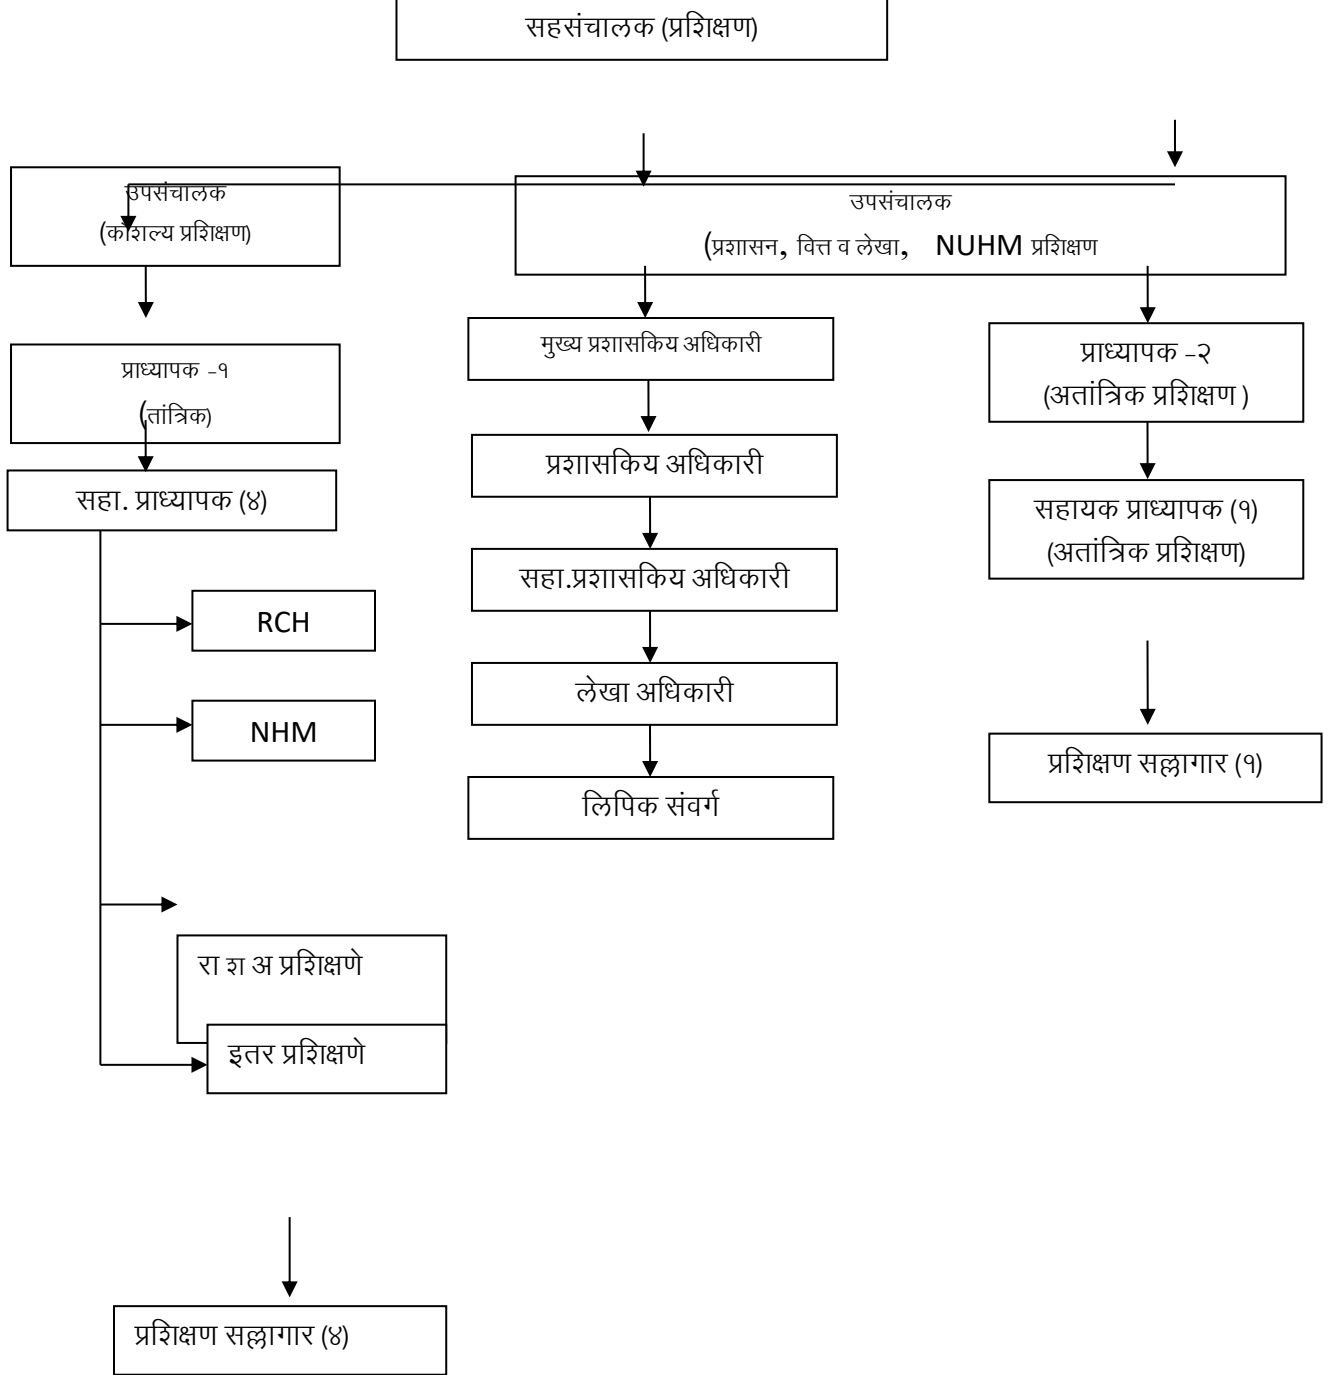 सहसंचालक (प्रशिक्षण)
उपसंचालक
(कौशल्य प्रशिक्षण)
उपसंचालक
(प्रशासन, वित्त व लेखा, NUHM प्रशिक्षण
प्राध्यापक -१
(तांत्रिक)
मुख्य प्रशासकिय अधिकारी
प्राध्यापक -२
(अतांत्रिक प्रशिक्षण )
सहा. प्राध्यापक (४)
प्रशासकिय अधिकारी
सहायक प्राध्यापक (१)
(अतांत्रिक प्रशिक्षण)
सहा.प्रशाासकिय अधिकारी
RCH
लेखा अधिकारी
NHM
प्रशिक्षण सल्लागार (१)
लिपिक संवर्ग
रा श अ प्रशिक्षणे
इतर प्रशिक्षणे
प्रशिक्षण सल्लागार (४)